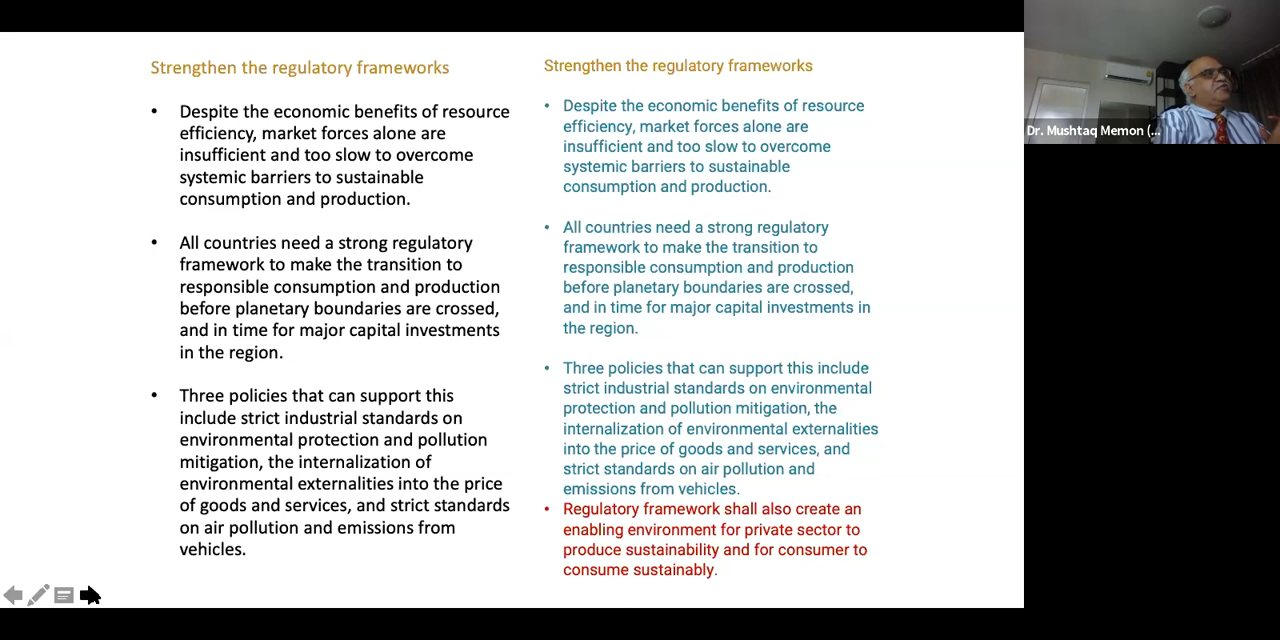 Strengthen the regulatory frameworks
• Despite the economic benefits of resource
efficiency, market forces alone are
insufficient and too slow to overcome
systemic barriers to sustainable
consumption and production.
• All countries need a strong regulatory
framework to make the transition to
responsible consumption and production
before planetary boundaries are crossed,
and in time for major capital investments
in the region.
• Three policies that can support this
include strict industrial standards on
environmental protection and pollution
mitigation, the internalization of
environmental externalities into the price
of goods and services, and strict standards
on air pollution and emissions from
vehicles.
Strengthen the regulatory frameworks
• Despite the economic benefits of resource
efficiency, market forces alone are
insufficient and too slow to overcome
systemic barriers to sustainable
consumption and production.
• All countries need a strong regulatory
framework to make the transition to
responsible consumption and production
before planetary boundaries are crossed,
and in time for major capital investments in
the region.
• Three policies that can support this include
strict industrial standards on environmental
protection and pollution mitigation, the
internalization of environmental externalities
into the price of goods and services, and
strict standards on air pollution and
emissions from vehicles.
• Regulatory framework shall also create an
enabling environment for private sector to
produce sustainability and for consumer to
consume sustainably.
Dr. Mushtaq Memon (...